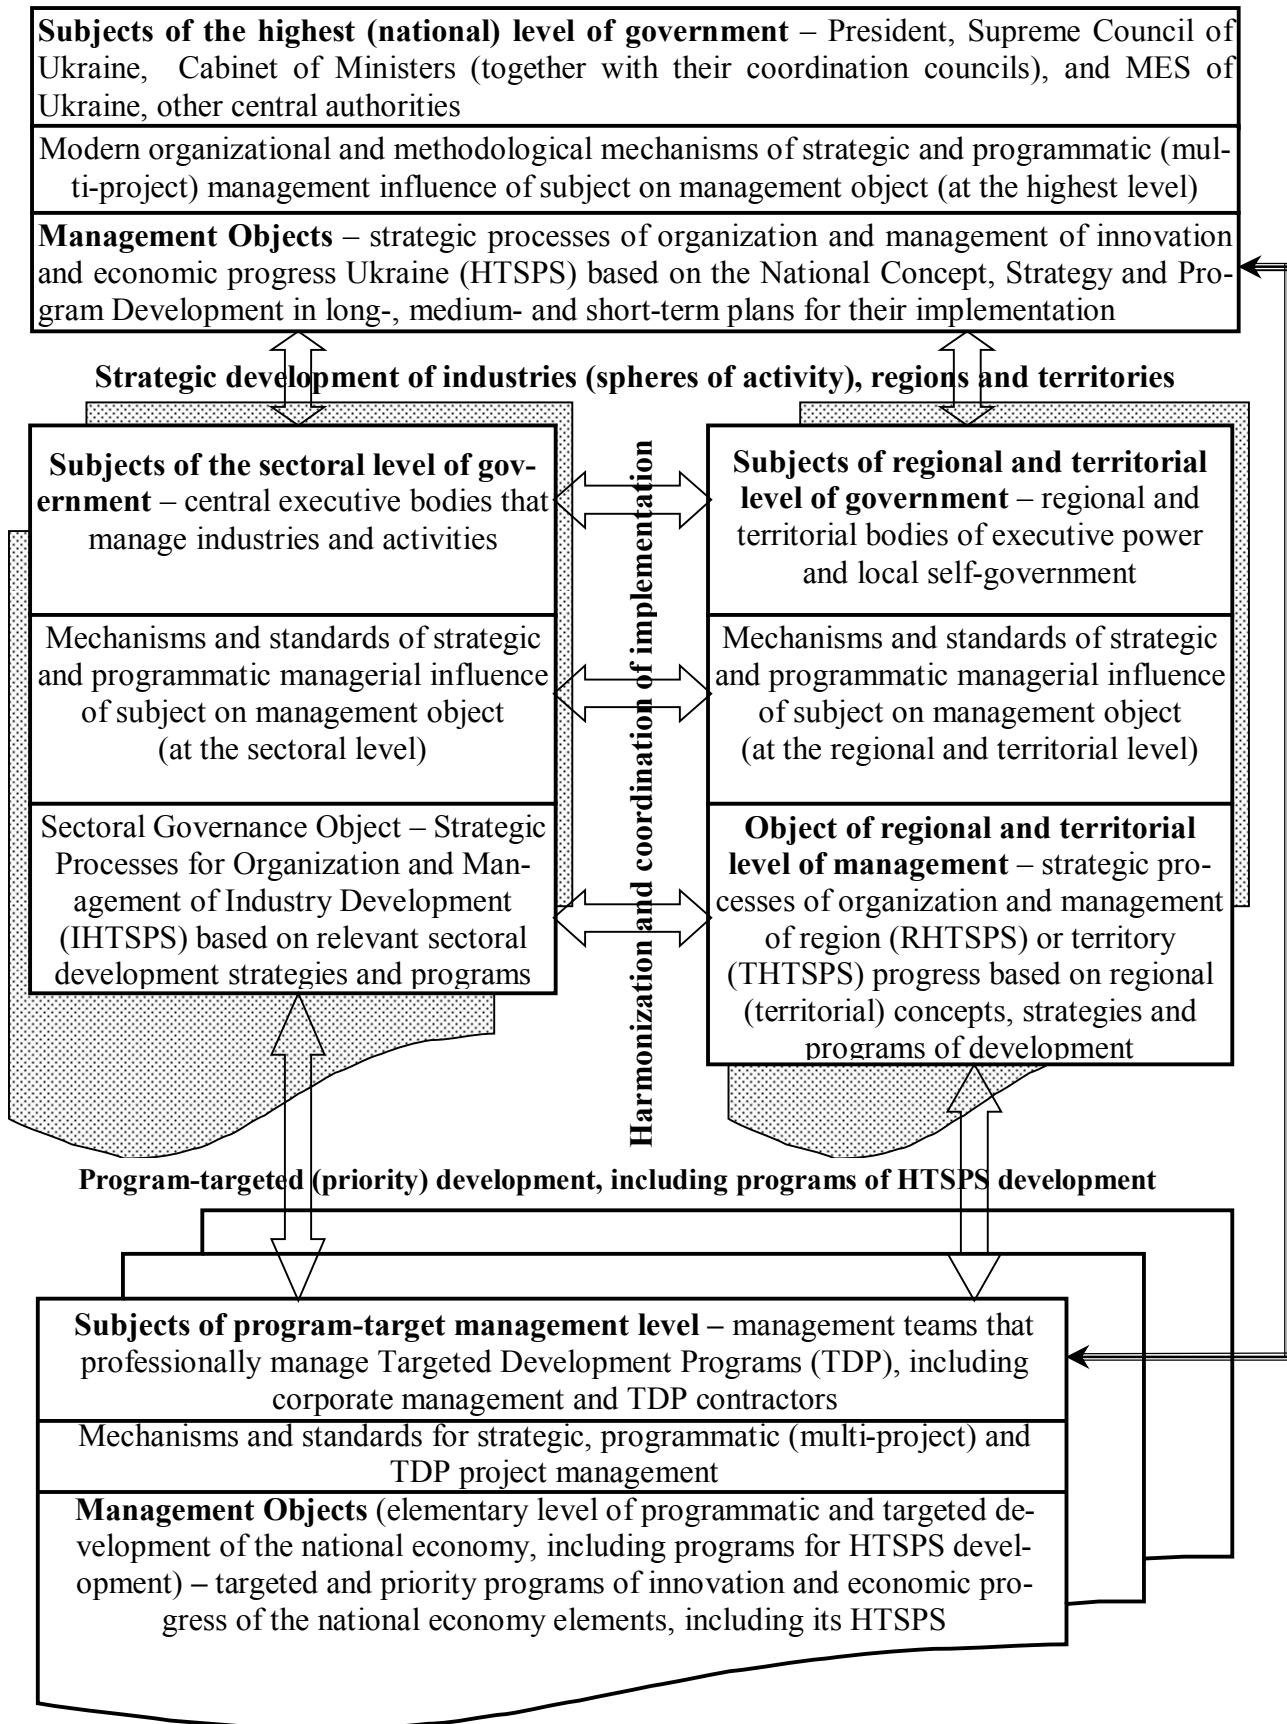 Subjects of the highest (national) level of government – President, Supreme Council of
Ukraine, Cabinet of Ministers (together with their coordination councils), and MES of
Ukraine, other central authorities
Modern organizational and methodological mechanisms of strategic and programmatic (mul-
ti-project) management influence of subject on management object (at the highest level)
Management Objects – strategic processes of organization and management of innovation
and economic progress Ukraine (HTSPS) based on the National Concept, Strategy and Pro-
gram Development in long-, medium- and short-term plans for their implementation
Strategic development of industries (spheres of activity), regions and territories
Subjects of the sectoral level of gov-
ernment – central executive bodies that
manage industries and activities
Mechanisms and standards of strategic
and programmatic managerial influence
of subject on management object
(at the sectoral level)
Sectoral Governance Object – Strategic
Processes for Organization and Man-
agement of Industry Development
(IHTSPS) based on relevant sectoral
development strategies and programs
Harmonization and coordination of implementation
Subjects of regional and territorial
level of government – regional and
territorial bodies of executive power
and local self-government
Mechanisms and standards of strategic
and programmatic managerial influence
of subject on management object
(at the regional and territorial level)
Object of regional and territorial
level of management – strategic pro-
cesses of organization and management
of region (RHTSPS) or territory
(THTSPS) progress based on regional
(territorial) concepts, strategies and
programs of development
Program-targeted (priority) development, including programs of HTSPS development
Subjects of program-target management level – management teams that
professionally manage Targeted Development Programs (TDP), including
corporate management and TDP contractors
Mechanisms and standards for strategic, programmatic (multi-project) and
TDP project management
Management Objects (elementary level of programmatic and targeted de-
velopment of the national economy, including programs for HTSPS devel-
opment) – targeted and priority programs of innovation and economic pro-
gress of the national economy elements, including its HTSPS